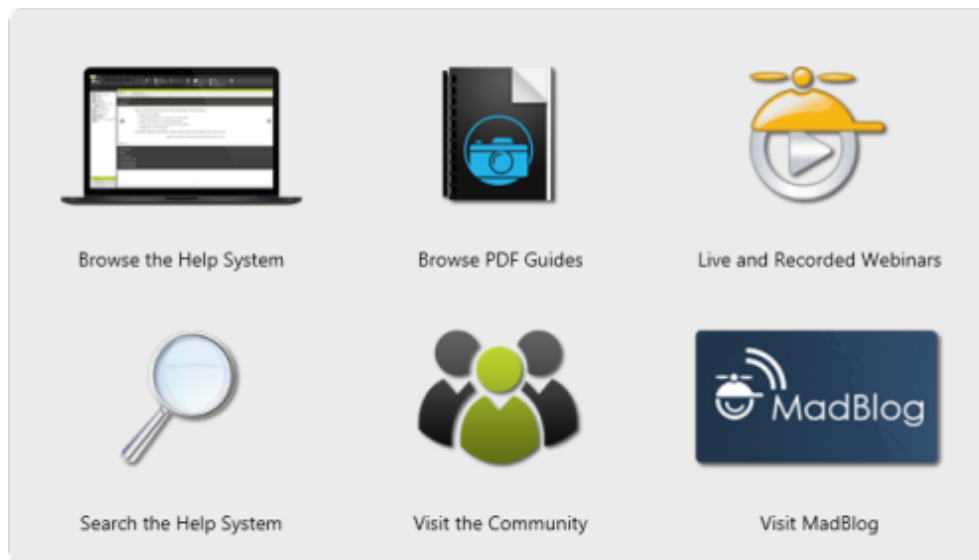 Browse the Help System
Browse PDF Guides
Live and Recorded Webinars
MadBlog
Search the Help System
Visit the Community
Visit MadBlog